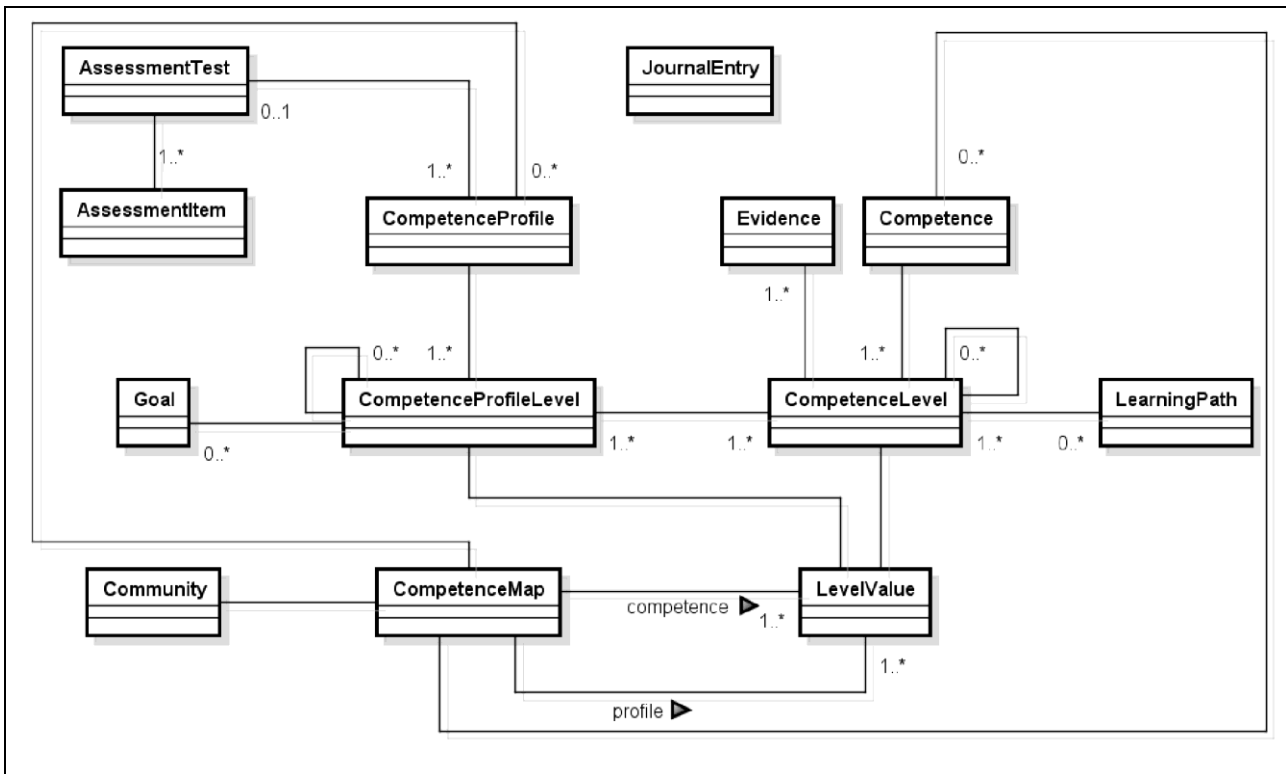 AssessmentTest
JournalEntry
0..1
1..*
0..*
1..*
0..*
AssessmentItem
CompetenceProfile
Evidence
Competence
1..*
0..*
1..*
1..*
0..*
Goal
CompetenceProfileLevel
CompetenceLevel
LearningPath
0..*
1..*
1..*
1..*
0..*
Community
CompetenceMap
LevelValue
competence
1..*
1..*
profile